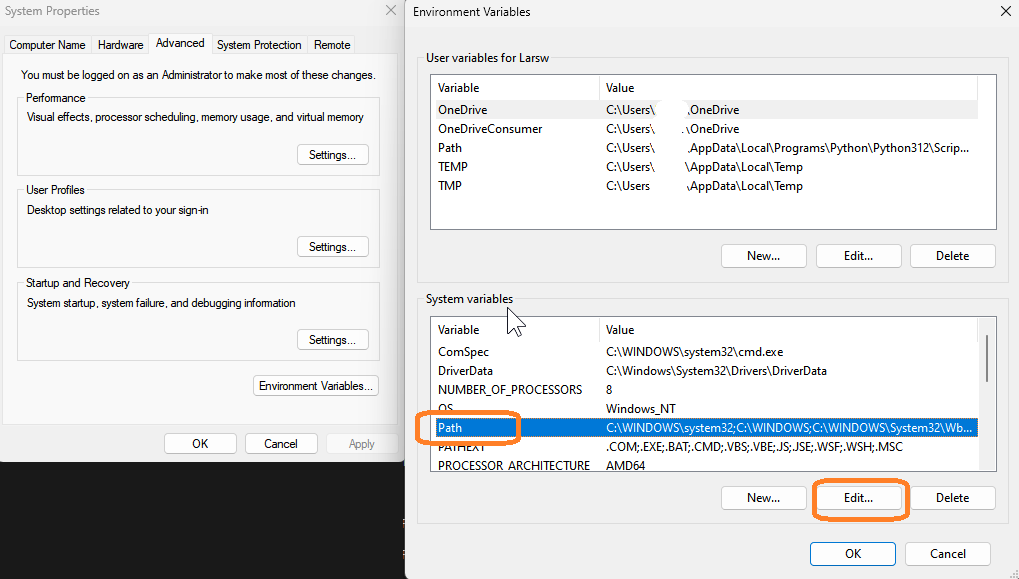 System Properties
Computer Name Hardware Advanced System Protection Remote
You must be logged on as an Administrator to make most of these changes.
Performance
Visual effects, processor scheduling, memory usage, and virtual memory
Settings...
User Profiles
Desktop settings related to your sign-in
Settings...
Startup and Recovery
System startup, system failure, and debugging information
Settings...
Environment Variables...
OK Cancel Apply
Environment Variables
User variables for Larsw
Variable Value
OneDrive C:\Users\ \OneDrive
OneDriveConsumer C:\Users\ \OneDrive
Path C:\Users\ \AppData\Local\Programs\Python\Python312\Scrip...
TEMP C:\Users\ \AppData\Local\Temp
TMP C:\Users \AppData\Local\Temp
New... Edit... Delete
System variables
Variable Value
ComSpec C:\WINDOWS\system32\cmd.exe
DriverData C:\Windows\System32\Drivers\DriverData
NUMBER_OF_PROCESSORS 8
OS Windows_NT
Path C:\WINDOWS\system32;C:\WINDOWS;C:\WINDOWS\System32\Wb...
PATHEXT .COM;.EXE;.BAT;.CMD;.VBS;.VBE;.JS;.JSE;.WSF;.WSH;.MSC
PROCESSOR_ARCHITECTURE AMD64
New... Edit... Delete
OK Cancel